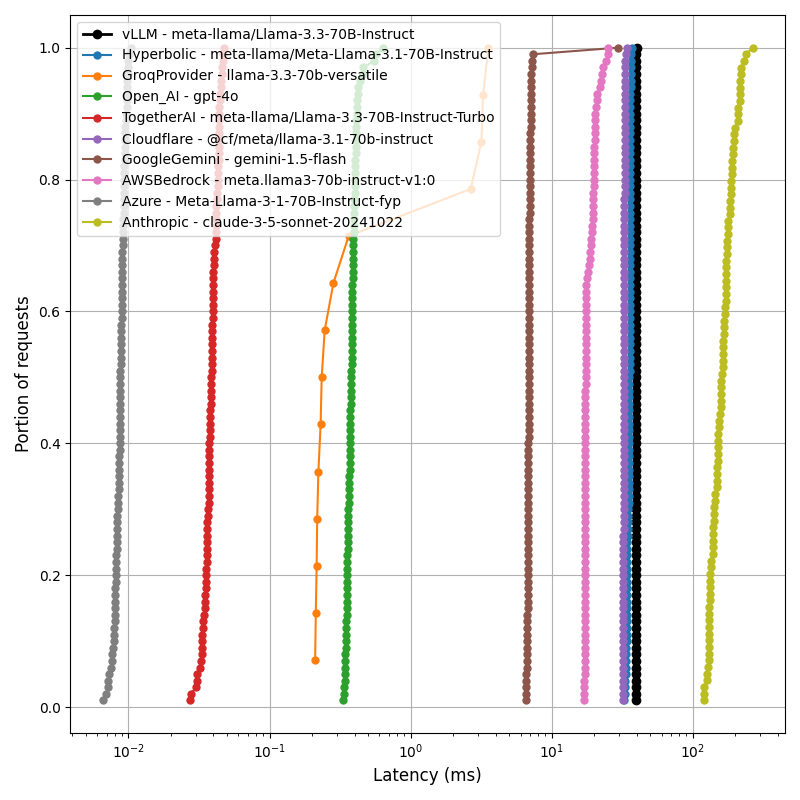 vLLM - meta-llama/Llama-3.3-70B-Instruct
Hyperbolic - meta-llama/Meta-Llama-3.1-70B-Instruct
GroqProvider - llama-3.3-70b-versatile
Open_AI - gpt-4o
TogetherAI - meta-llama/Llama-3.3-70B-Instruct-Turbo
Cloudflare - @cf/meta/llama-3.1-70b-instruct
GoogleGemini - gemini-1.5-flash
AWSBedrock - meta.llama3-70b-instruct-v1:0
Azure - Meta-Llama-3-1-70B-Instruct-fyp
Anthropic - claude-3-5-sonnet-20241022
Portion of requests
1.0
0.8
0.6
0.4
0.2
0.0
10⁻² 10⁻¹ 10⁰ 10¹ 10²
Latency (ms)